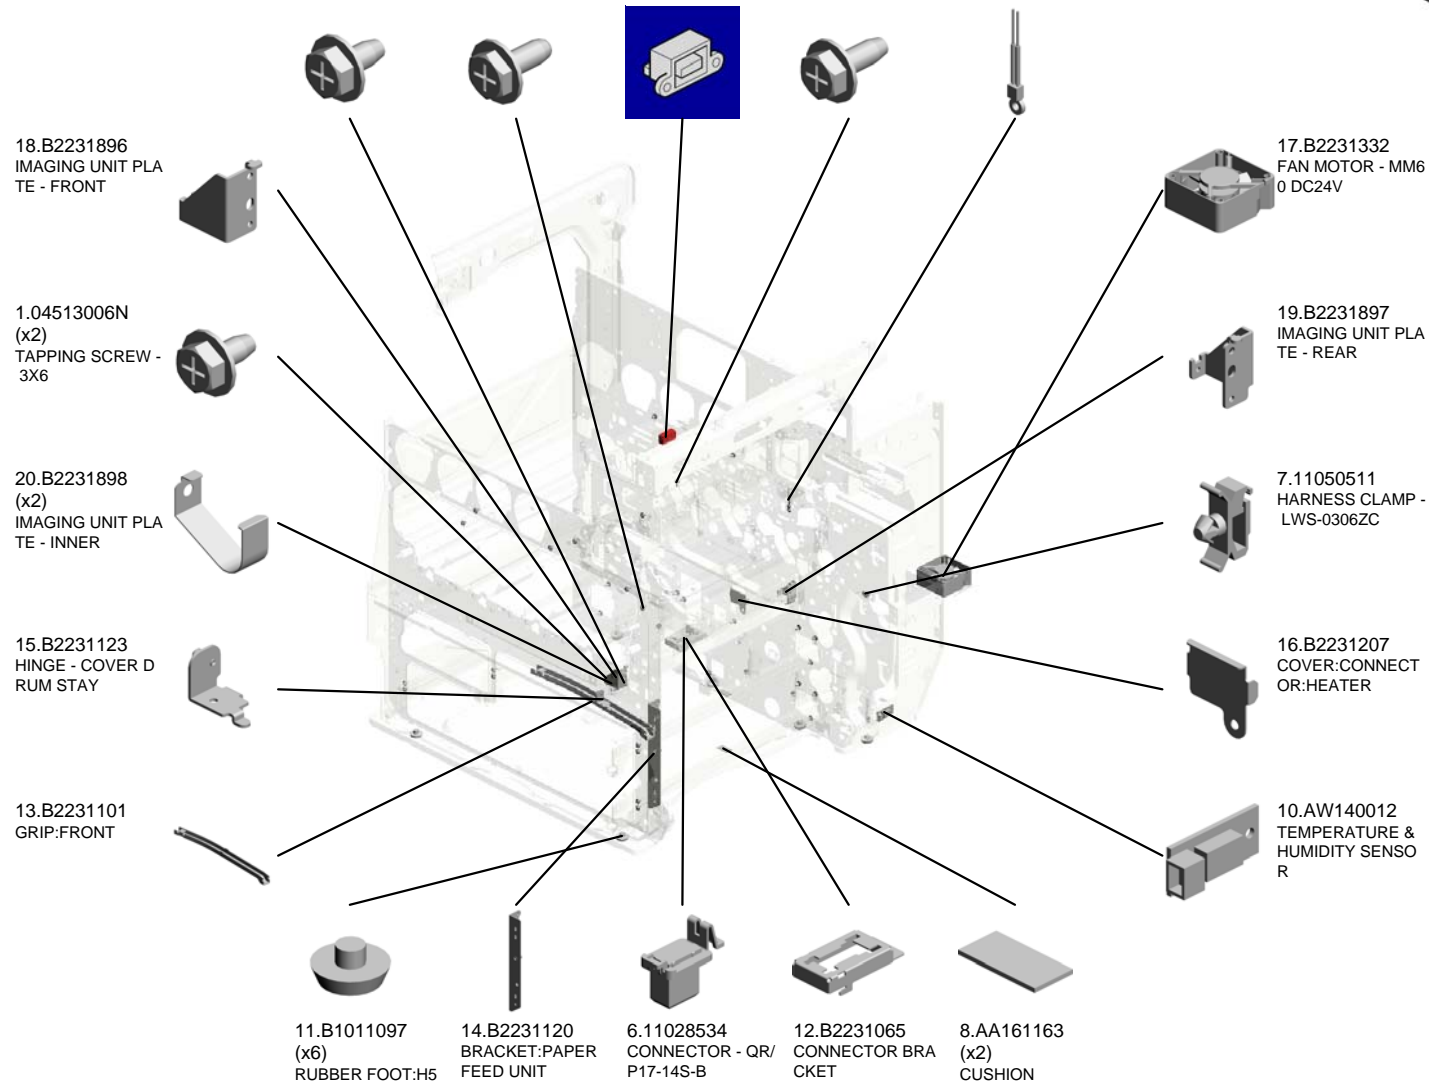 18.B2231896
IMAGING UNIT PLA
TE - FRONT
1.04513006N
(x2)
TAPPING SCREW -
3X6
20.B2231898
(x2)
IMAGING UNIT PLA
TE - INNER
15.B2231123
HINGE - COVER D
RUM STAY
13.B2231101
GRIP:FRONT
17.B2231332
FAN MOTOR - MM6
0 DC24V
19.B2231897
IMAGING UNIT PLA
TE - REAR
7.11050511
HARNESS CLAMP -
LWS-0306ZC
16.B2231207
COVER:CONNECT
OR:HEATER
10.AW140012
TEMPERATURE &
HUMIDITY SENSO
R
11.B1011097
(x6)
RUBBER FOOT:H5
14.B2231120
BRACKET:PAPER
FEED UNIT
6.11028534
CONNECTOR - QR/
P17-14S-B
12.B2231065
CONNECTOR BRA
CKET
8.AA161163
(x2)
CUSHION